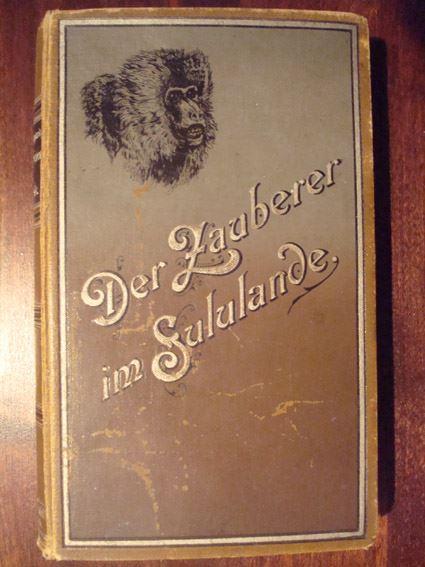 Der Zauberer
im Sululande.